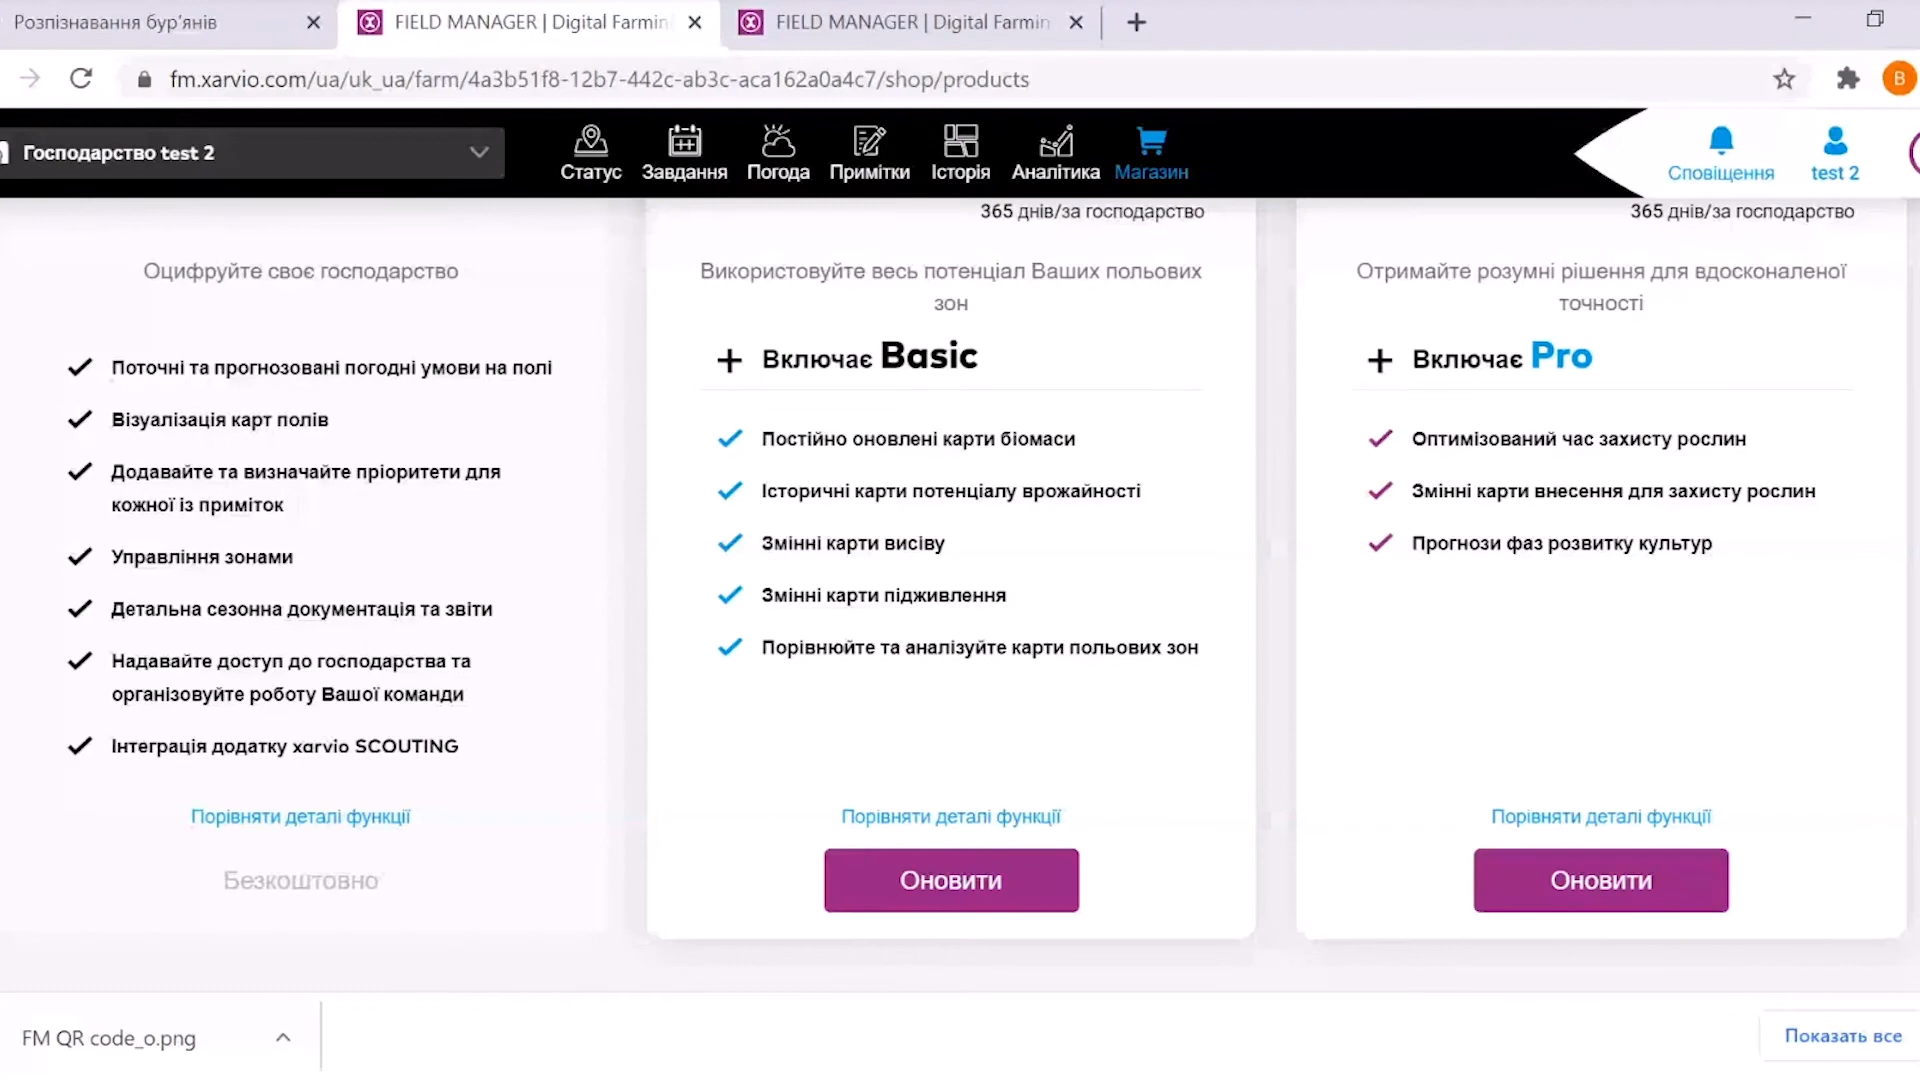 Розпізнавання бур'янів
FIELD MANAGER | Digital Farmin
FIELD MANAGER | Digital Farmin
fm.xarvio.com/ua/uk_ua/farm/4a3b51f8-12b7-442c-ab3c-aca162a0a4c7/shop/products
B
Господарство test 2
Статус
Завдання
Погода
Примітки
Історія
Аналітика
Магазин
Сповіщення
test 2
Оцифруйте своє господарство
Поточні та прогнозовані погодні умови на полі
Візуалізація карт полів
Додавайте та визначайте пріоритети для
кожної із приміток
Управління зонами
Детальна сезонна документація та звіти
Надавайте доступ до господарства та
організовуйте роботу Вашої команди
Інтеграція додатку xarvio SCOUTING
Порівняти деталі функції
Безкоштовно
365 днів/за господарство
Використовуйте весь потенціал Ваших польових
зон
Включає Basic
Постійно оновлені карти біомаси
Історичні карти потенціалу врожайності
Змінні карти висіву
Змінні карти підживлення
Порівнюйте та аналізуйте карти польових зон
Порівняти деталі функції
Оновити
365 днів/за господарство
Отримайте розумні рішення для вдосконаленої
точності
Включає Pro
Оптимізований час захисту рослин
Змінні карти внесення для захисту рослин
Прогнози фаз розвитку культур
Порівняти деталі функції
Оновити
FM QR code_o.png
Показать все